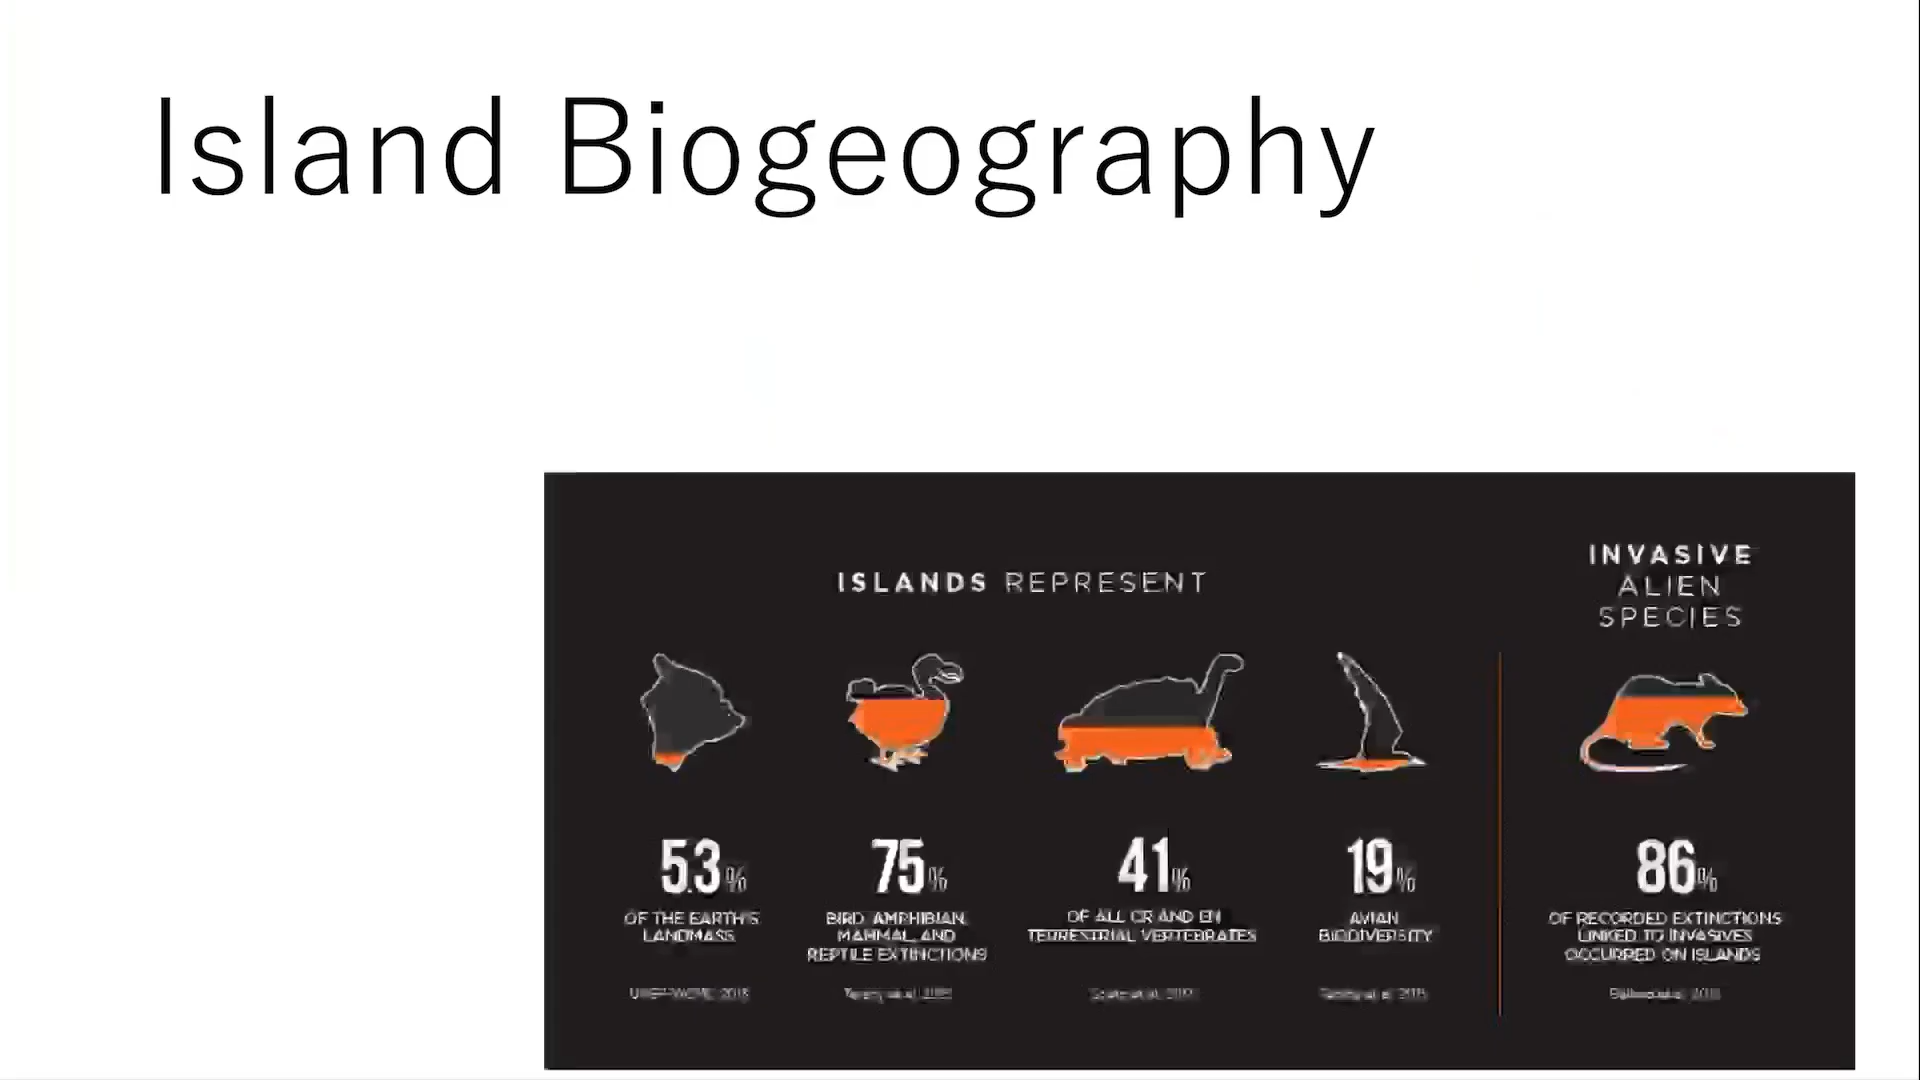 Island Biogeography
ISLANDS REPRESENT
INVASIVE
ALIEN
SPECIES
5.3%
OF THE EARTH'S
LANDMASS
75%
BIRD, AMPHIBIAN,
MAMMAL, AND
REPTILE EXTINCTIONS
41%
OF ALL CR AND EN
TERRESTRIAL VERTEBRATES
19%
AVIAN
BIODIVERSITY
86%
OF RECORDED EXTINCTIONS
LINKED TO INVASIVES
OCCURRED ON ISLANDS